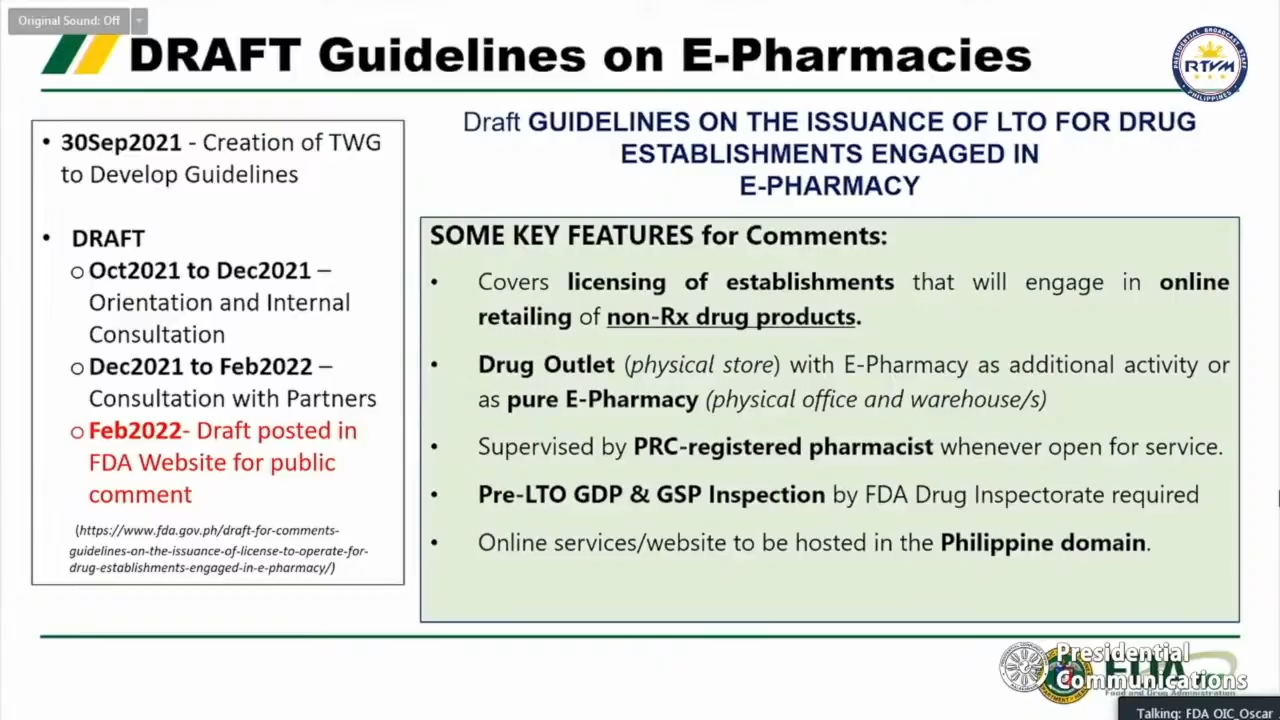 Original Sound: Off
DRAFT Guidelines on E-Pharmacies
RTVM
• 30Sep2021 - Creation of TWG
to Develop Guidelines
• DRAFT
o Oct2021 to Dec2021 –
Orientation and Internal
Consultation
o Dec2021 to Feb2022 –
Consultation with Partners
o Feb2022- Draft posted in
FDA Website for public
comment
(https://www.fda.gov.ph/draft-for-comments-
guidelines-on-the-issuance-of-license-to-operate-for-
drug-establishments-engaged-in-e-pharmacy/)
Draft GUIDELINES ON THE ISSUANCE OF LTO FOR DRUG
ESTABLISHMENTS ENGAGED IN
E-PHARMACY
SOME KEY FEATURES for Comments:
• Covers licensing of establishments that will engage in online
retailing of non-Rx drug products.
• Drug Outlet (physical store) with E-Pharmacy as additional activity or
as pure E-Pharmacy (physical office and warehouse/s)
• Supervised by PRC-registered pharmacist whenever open for service.
• Pre-LTO GDP & GSP Inspection by FDA Drug Inspectorate required
• Online services/website to be hosted in the Philippine domain.
Presidential
Communications
FDA
Food and Drug Administration
Talking: FDA_OIC_Oscar